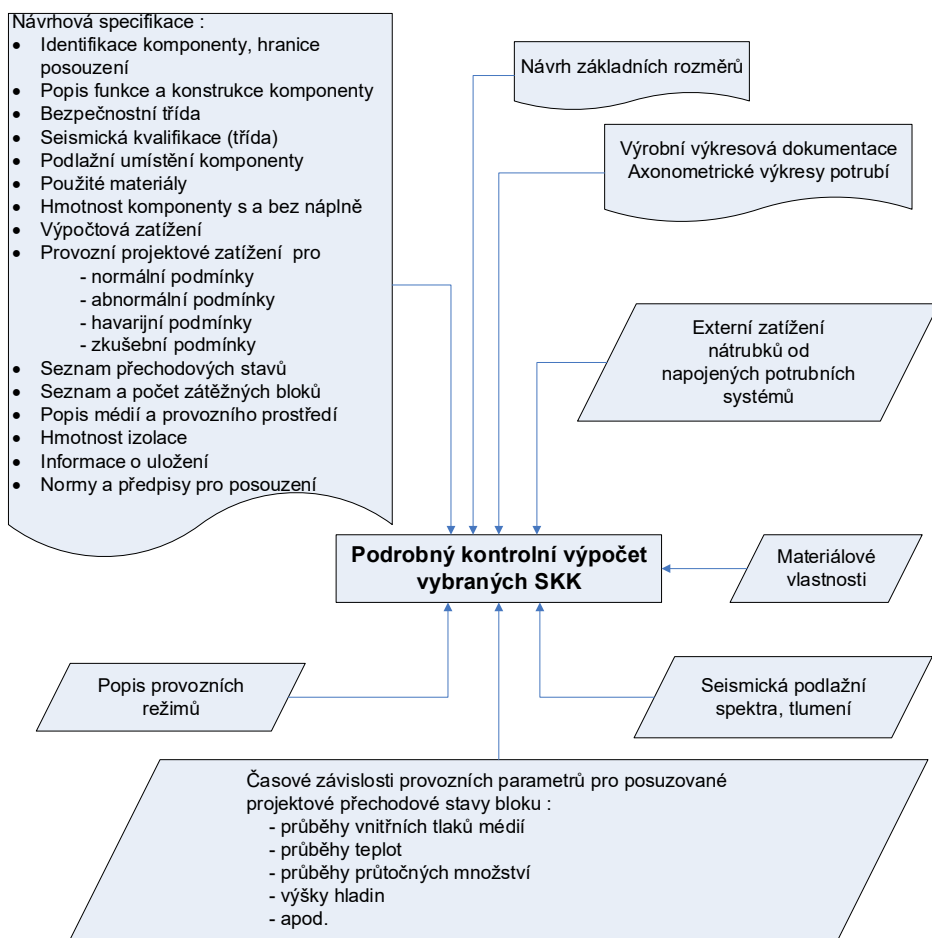 Návrhová specifikace :
• Identifikace komponenty, hranice
posouzení
• Popis funkce a konstrukce komponenty
• Bezpečnostní třída
• Seismická kvalifikace (třída)
• Podlažní umístění komponenty
• Použité materiály
• Hmotnost komponenty s a bez náplně
• Výpočtová zatížení
• Provozní projektové zatížení  pro
- normální podmínky
- abnormální podmínky
- havarijní podmínky
- zkušební podmínky
• Seznam přechodových stavů
• Seznam a počet zátěžných bloků
• Popis médií a provozního prostředí
• Hmotnost izolace
• Informace o uložení
• Normy a předpisy pro posouzení
Návrh základních rozměrů
Výrobní výkresová dokumentace
Axonometrické výkresy potrubí
Externí zatížení
nátrubků od
napojených potrubních
systémů
Podrobný kontrolní výpočet
vybraných SKK
Materiálové
vlastnosti
Popis provozních
režimů
Seismická podlažní
spektra, tlumení
Časové závislosti provozních parametrů pro posuzované
projektové přechodové stavy bloku :
- průběhy vnitřních tlaků médií
- průběhy teplot
- průběhy průtočných množství
- výšky hladin
- apod.